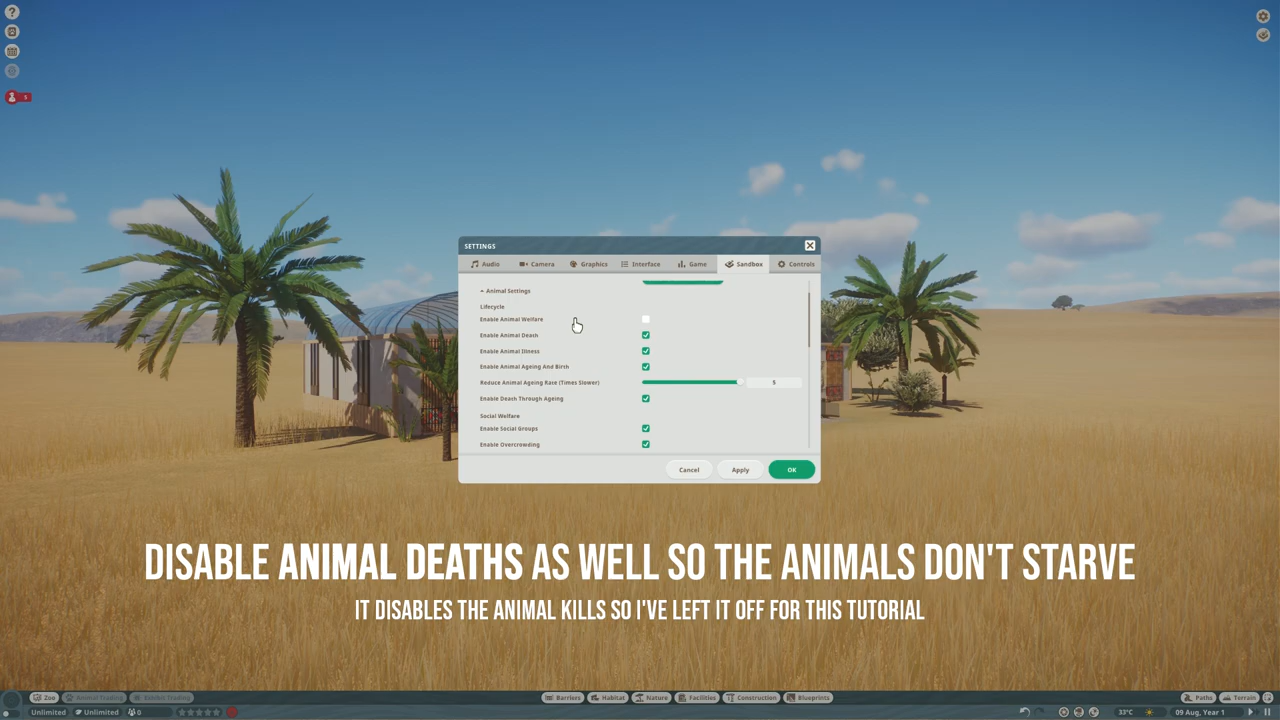 5
SETTINGS
Audio
Camera
Graphics
Interface
Game
Sandbox
Controls
Animal Settings
Lifecycle
Enable Animal Welfare
Enable Animal Death
Enable Animal Illness
Enable Animal Ageing And Birth
Reduce Animal Ageing Rate (Times Slower)
5
Enable Death Through Ageing
Social Welfare
Enable Social Groups
Enable Overcrowding
Cancel
Apply
OK
DISABLE ANIMAL DEATHS AS WELL SO THE ANIMALS DON'T STARVE
IT DISABLES THE ANIMAL KILLS SO I'VE LEFT IT OFF FOR THIS TUTORIAL
Zoo
Animal Trading
Exhibit Trading
Barriers
Habitat
Nature
Facilities
Construction
Blueprints
Paths
Terrain
Unlimited
Unlimited
0
33°C
09 Aug, Year 1